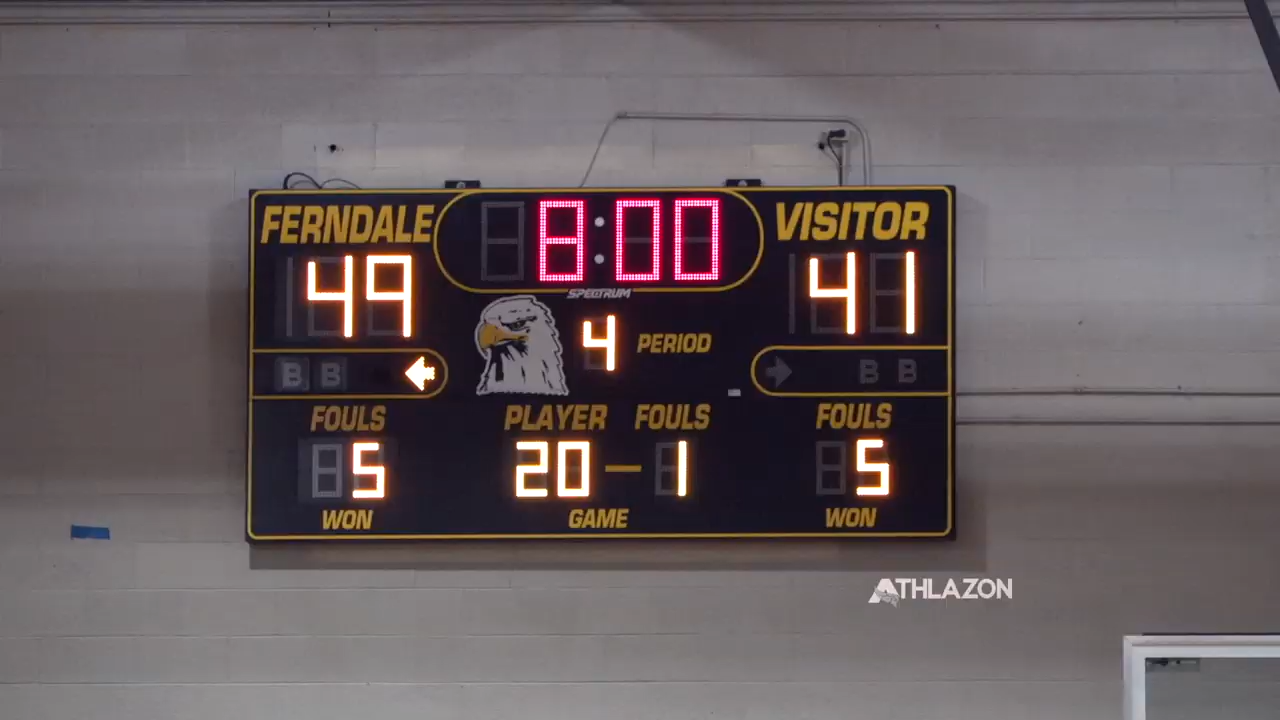 FERNDALE 8:00 VISITOR
49 41
SPECTRUM
4 PERIOD
B B B B
FOULS PLAYER FOULS FOULS
5 20 - 1 5
WON GAME WON
ATHLAZON